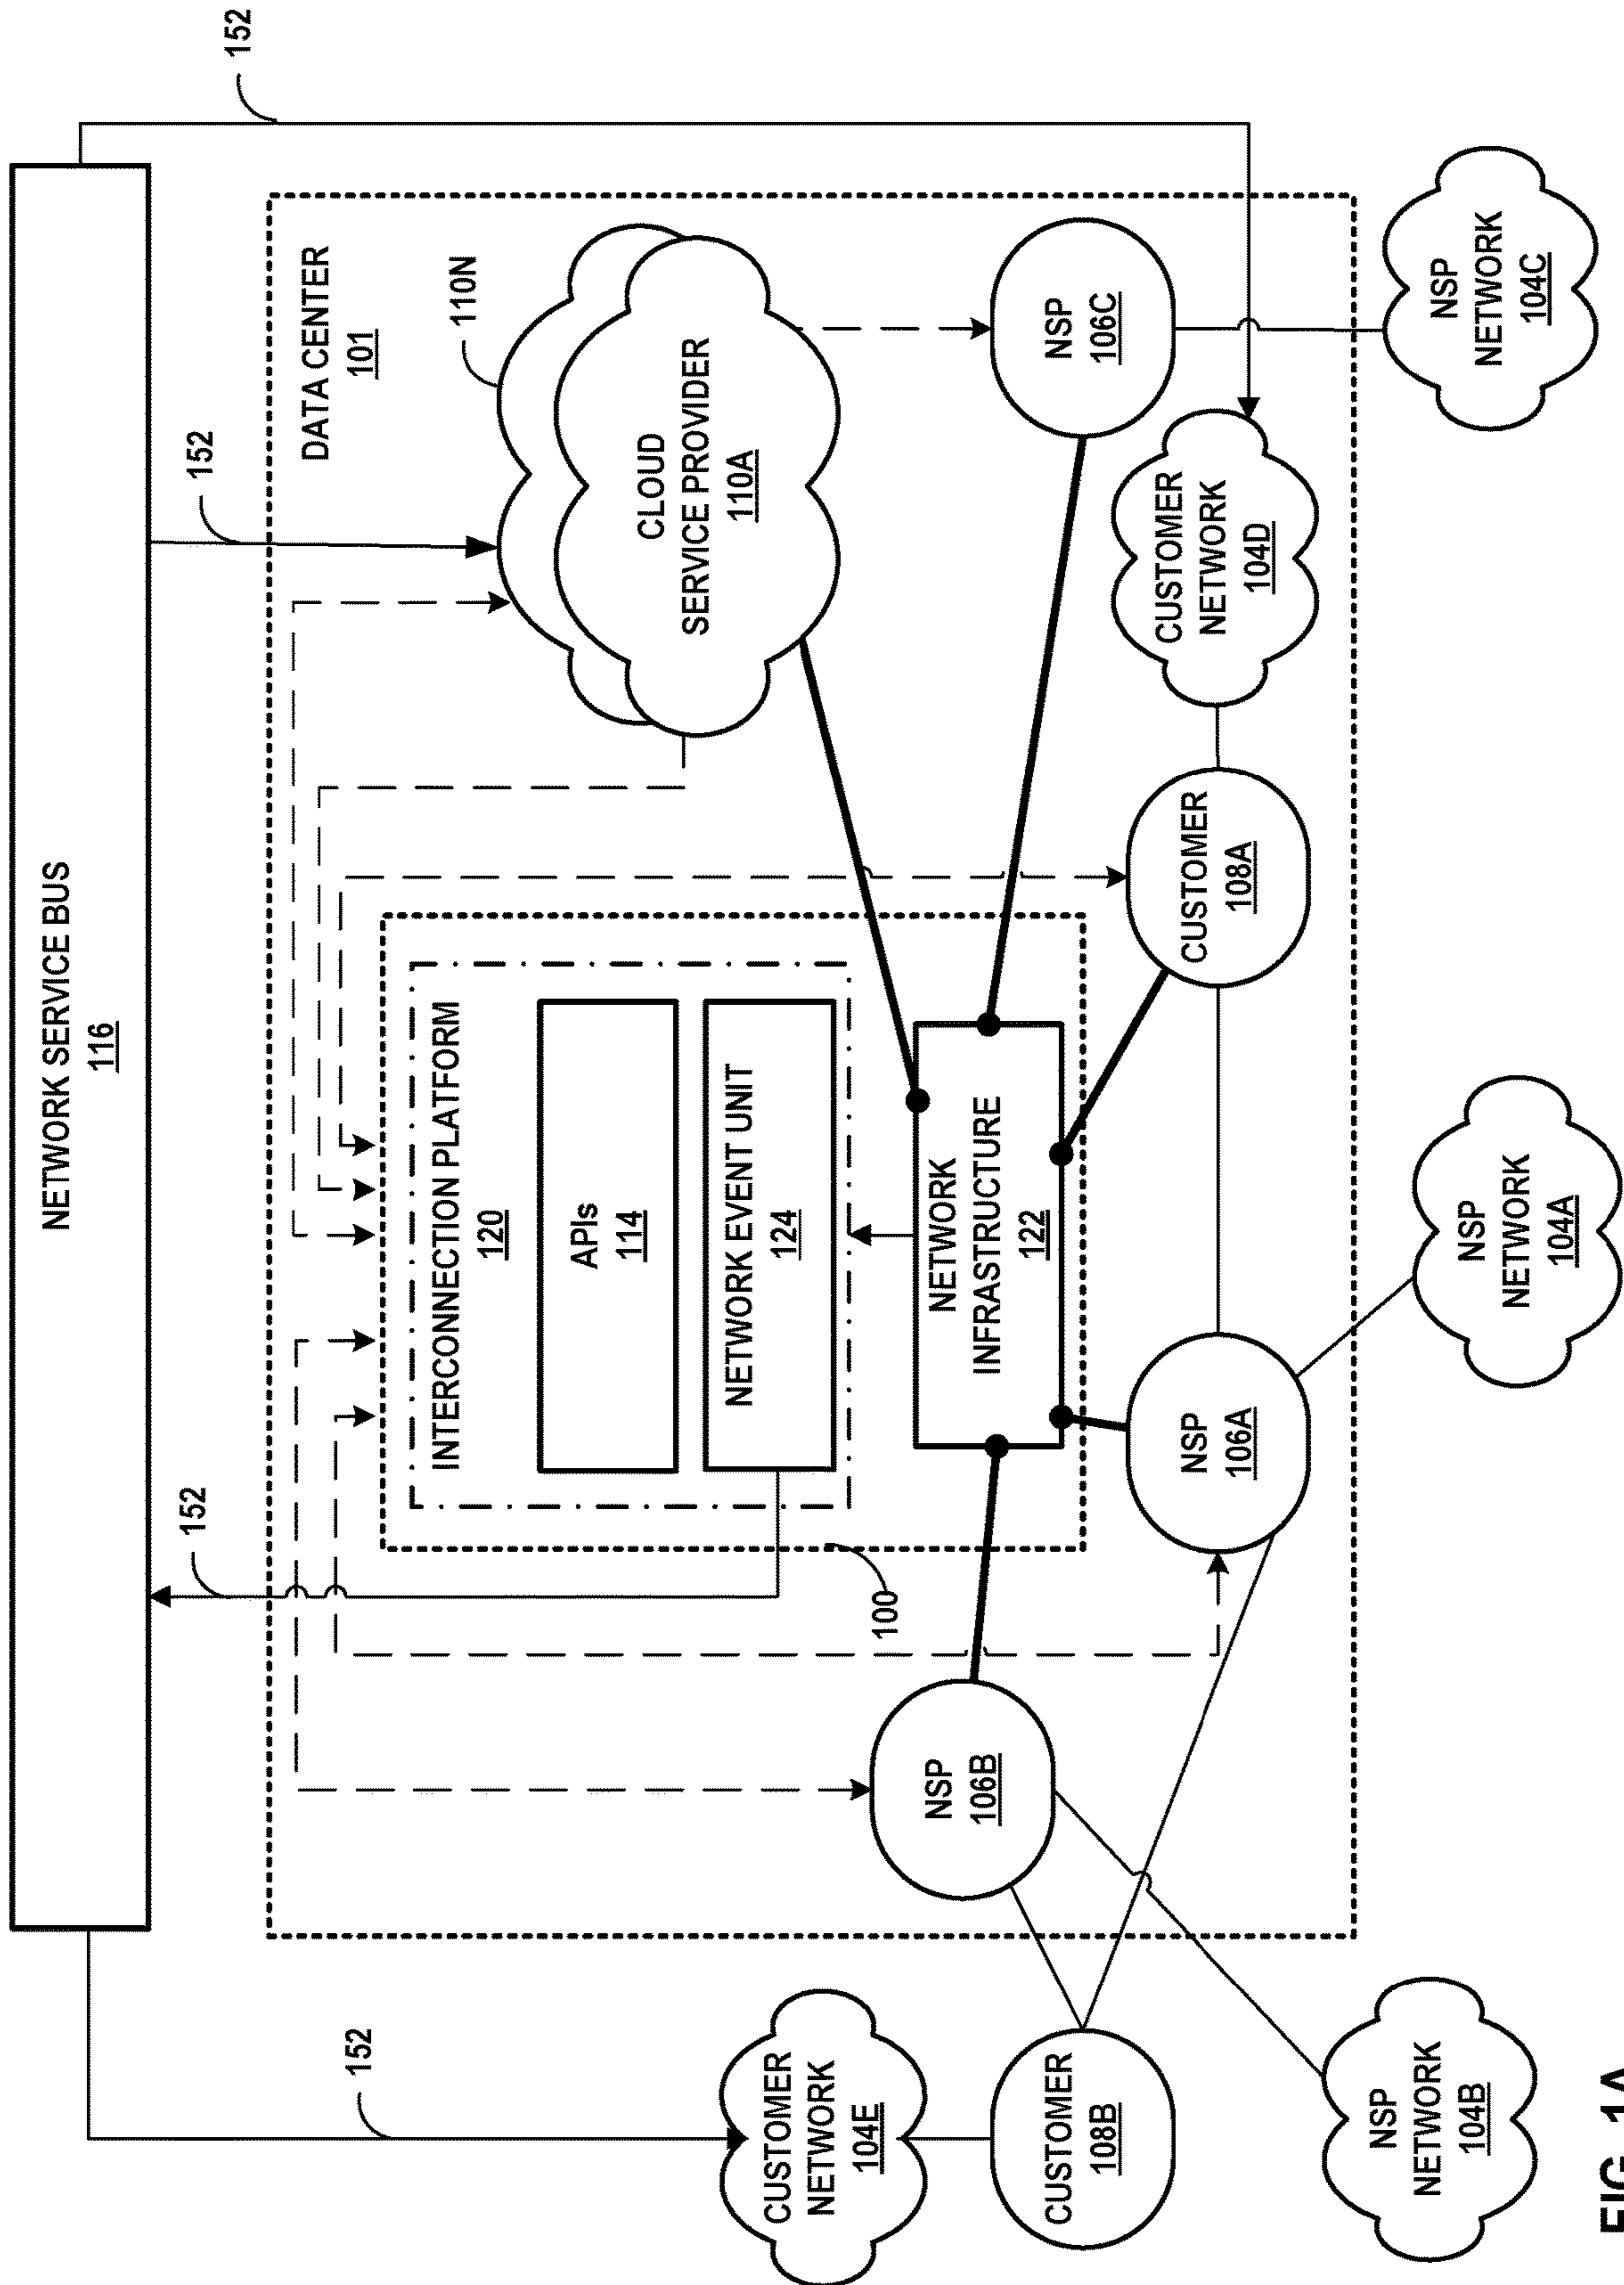 NETWORK SERVICE BUS
116
152
152
152
152
DATA CENTER
101
110N
CLOUD
SERVICE PROVIDER
110A
INTERCONNECTION PLATFORM
120
APIs
114
NETWORK EVENT UNIT
124
NETWORK
INFRASTRUCTURE
122
100
CUSTOMER
NETWORK
104E
CUSTOMER
108B
NSP
106B
NSP
106A
CUSTOMER
108A
CUSTOMER
NETWORK
104D
NSP
106C
NSP
NETWORK
104B
NSP
NETWORK
104A
NSP
NETWORK
104C
FIG. 1A